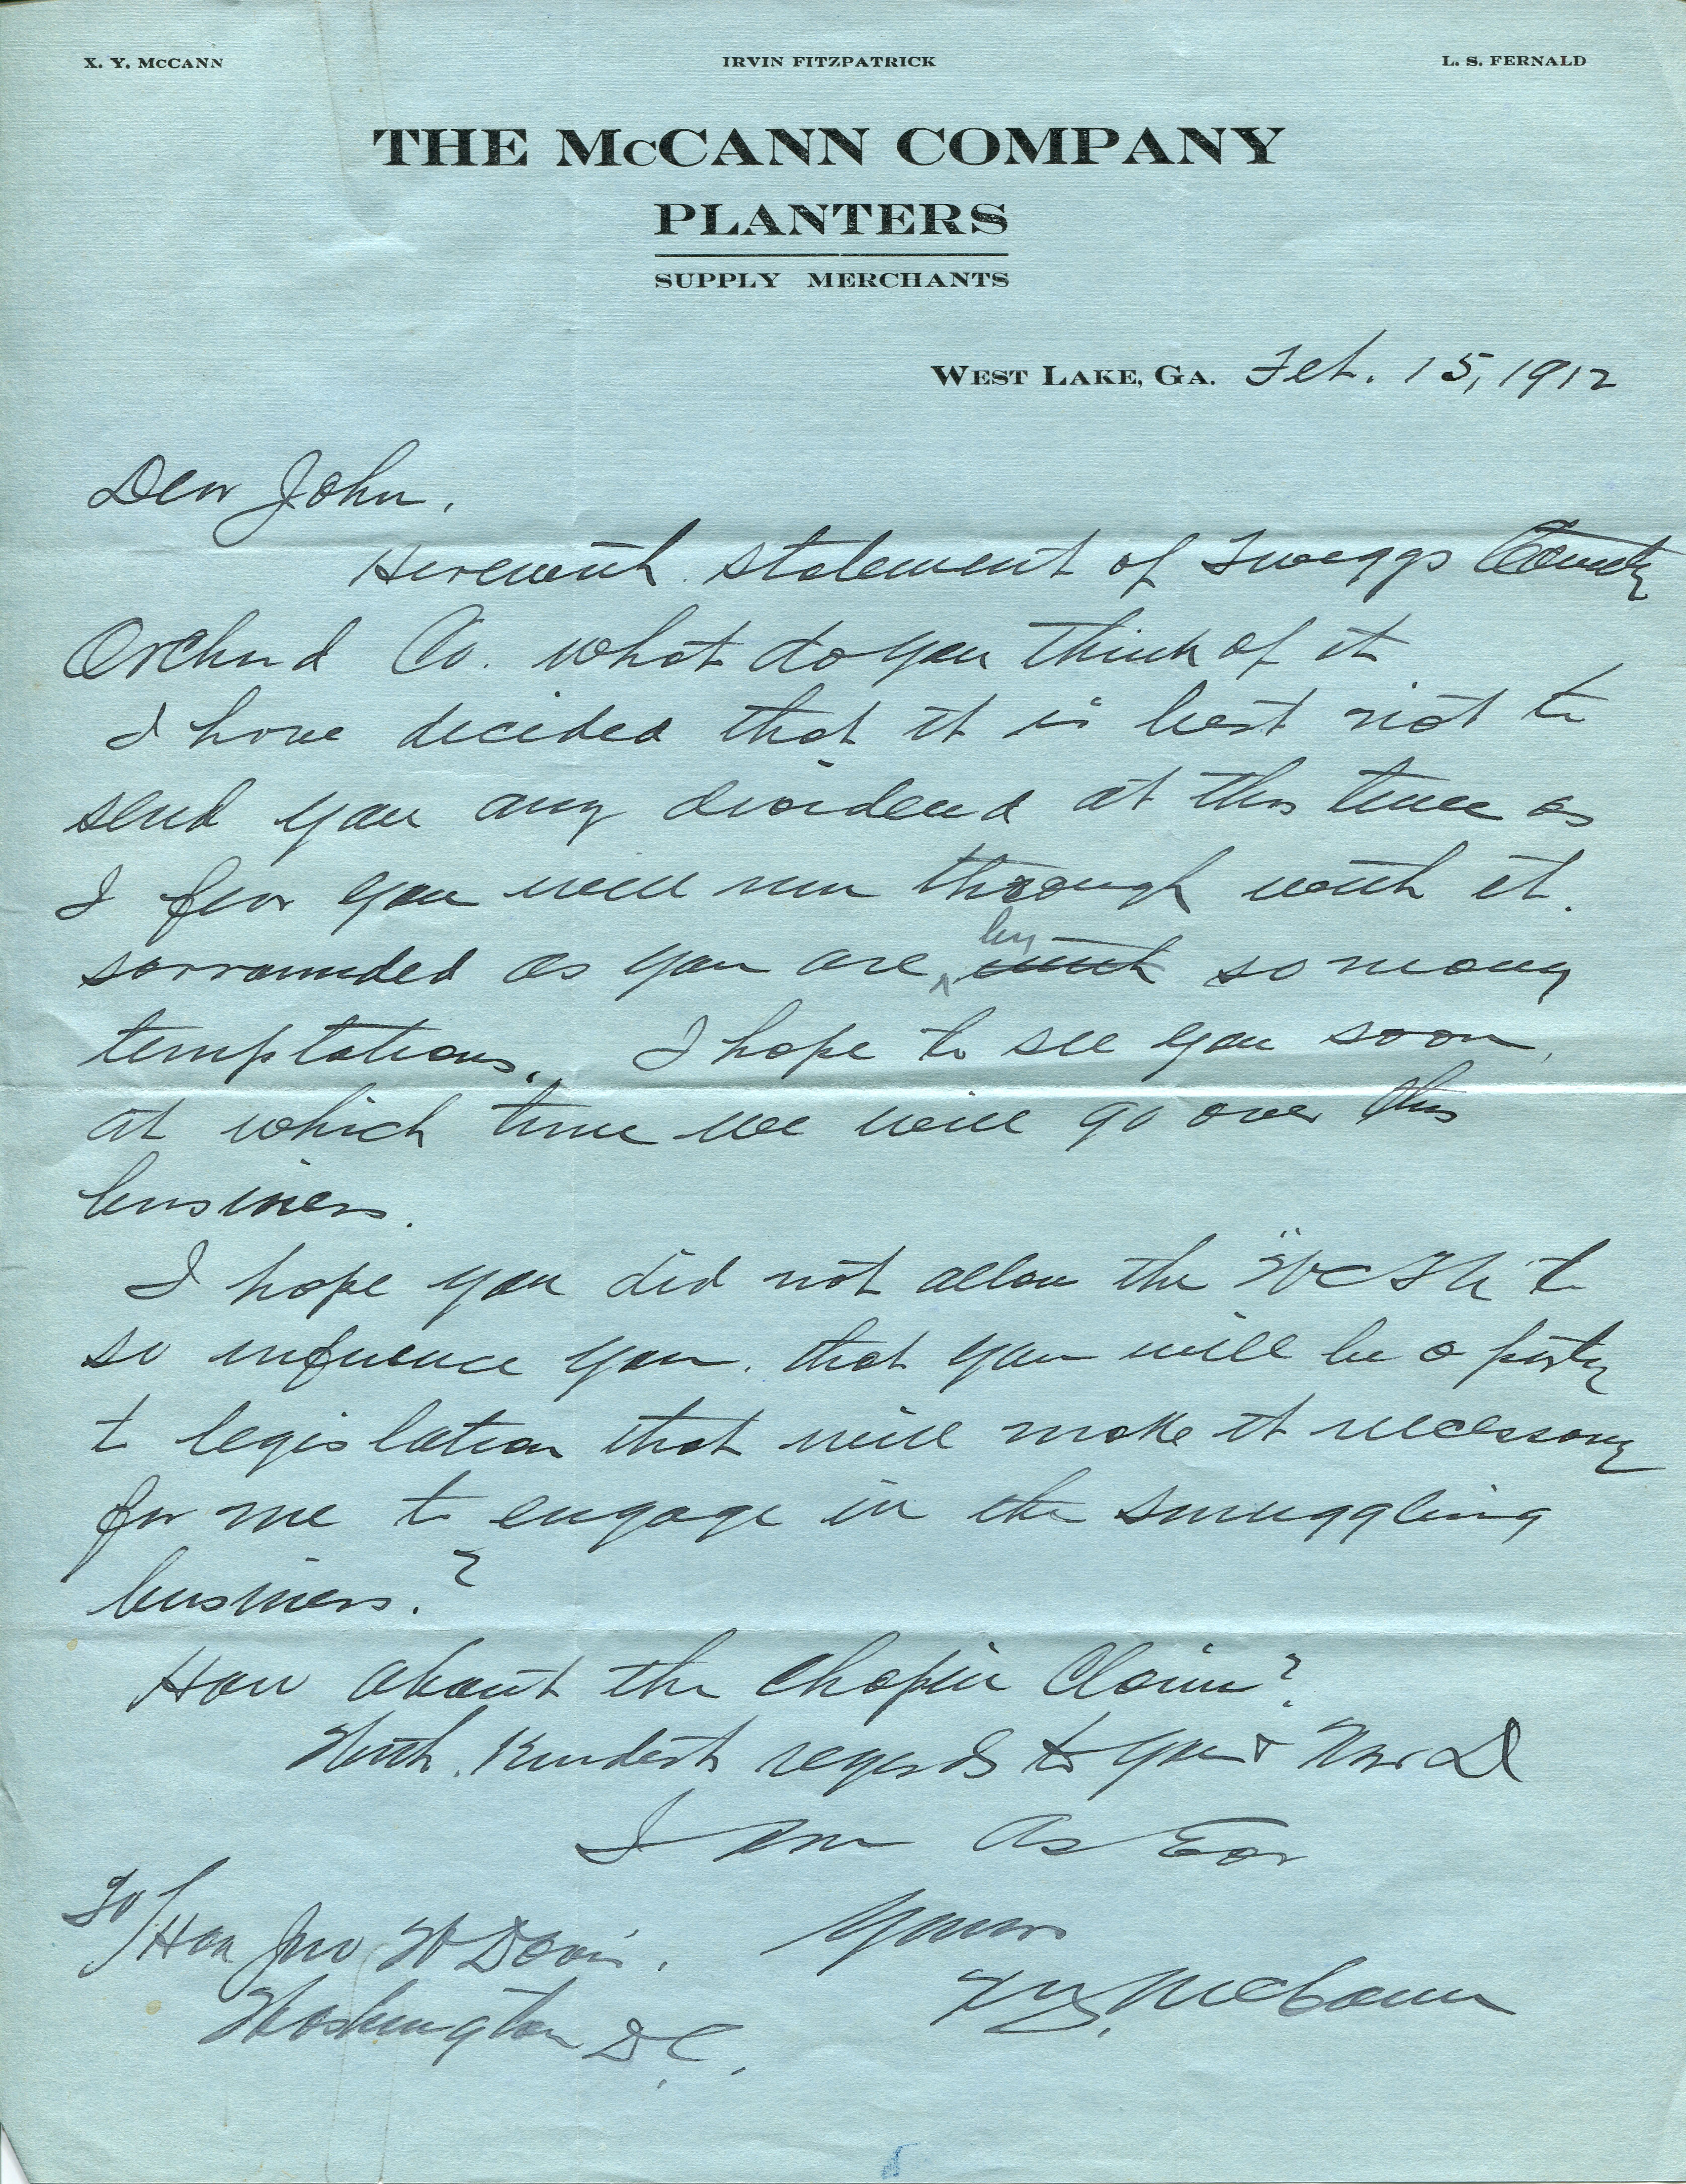 X. Y. McCANN IRVIN FITZPATRICK L. S. FERNALD
THE McCANN COMPANY
PLANTERS
SUPPLY MERCHANTS
WEST LAKE, GA. Feb. 15, 1912
Dear John,
Herewith statement of Twiggs County
Orchard Co. what do you think of it
I have decided that it is best not to
send you any dividend at this time as
I fear you will run through with it.
sorrounded as you are, ^by with so many
temptations. I hope to see you soon,
at which time we will go over this
business.
I hope you did not allow the "WCTU" to
so infuence you. that you will be a party
to legislation that will make it necessary
for me to engage in the smuggling
business.?
How about the Chopin Claim?
With. Kindest regards to you & Mrs D
I am As Ever
Yours
X Y. McCann
To/ Hon Jno W Davis.
Washington D.C.